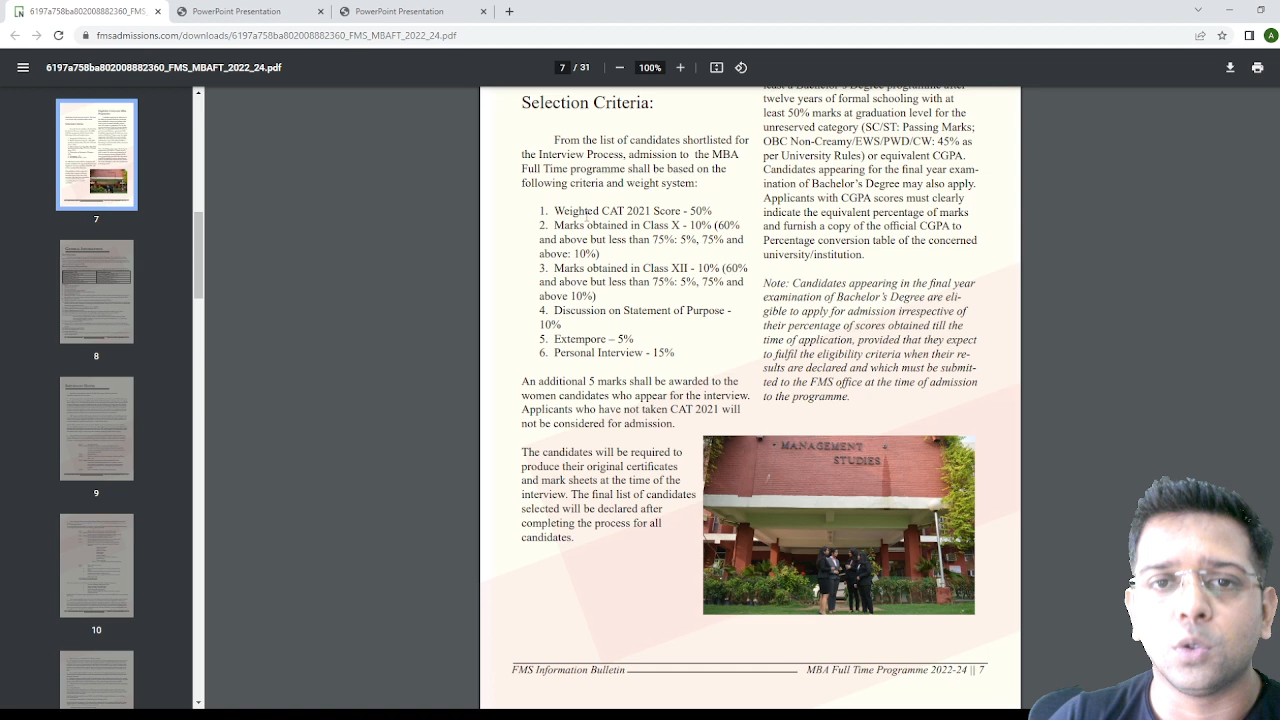 6197a758ba802008882360_FMS_
PowerPoint Presentation
PowerPoint Presentation
fmsadmissions.com/downloads/6197a758ba802008882360_FMS_MBAFT_2022_24.pdf
A
6197a758ba802008882360_FMS_MBAFT_2022_24.pdf
7 / 31
100%
7
8
9
10
Selection Criteria:
From the list of candidates shortlisted for
the Interview Process, admission to the MBA
Full Time programme shall be based on the
following criteria and weight system:
1. Weighted CAT 2021 Score - 50%
2. Marks obtained in Class X - 10% (60%
and above but less than 75%: 5%, 75% and
above: 10%)
3. Marks obtained in Class XII - 10% (60%
and above but less than 75%: 5%, 75% and
above 10%)
4. Discussion on Statement of Purpose -
10%
5. Extempore – 5%
6. Personal Interview - 15%
An additional 5 marks shall be awarded to the
women candidates who appear for the interview.
Applicants who have not taken CAT 2021 will
not be considered for admission.
The candidates will be required to
produce their original certificates
and mark sheets at the time of the
interview. The final list of candidates
selected will be declared after
completing the process for all
candidates.
least a Bachelor's Degree programme after
twelve years of formal schooling with at
least 50% marks at graduation level for the
unreserved category (SC/ST: Passing Marks;
OBC Non-Creamy/EWS/PWD/CW: 45% as
per University Rules) or equivalent CGPA.
Candidates appearing for the final year exam-
ination of Bachelor's Degree may also apply.
Applicants with CGPA scores must clearly
indicate the equivalent percentage of marks
and furnish a copy of the official CGPA to
Percentage conversion table of the concerned
university/institution.
Note: Candidates appearing in the final year
examination of Bachelor's Degree are eli-
gible to apply for admission irrespective of
their percentage of scores obtained till the
time of application, provided that they expect
to fulfil the eligibility criteria when their re-
sults are declared and which must be submit-
ted to the FMS office at the time of admission
to the programme.
MANAGEMENT
STUDIES
FMS Information Bulletin
MBA Full Time Programme 2022-24 || 7